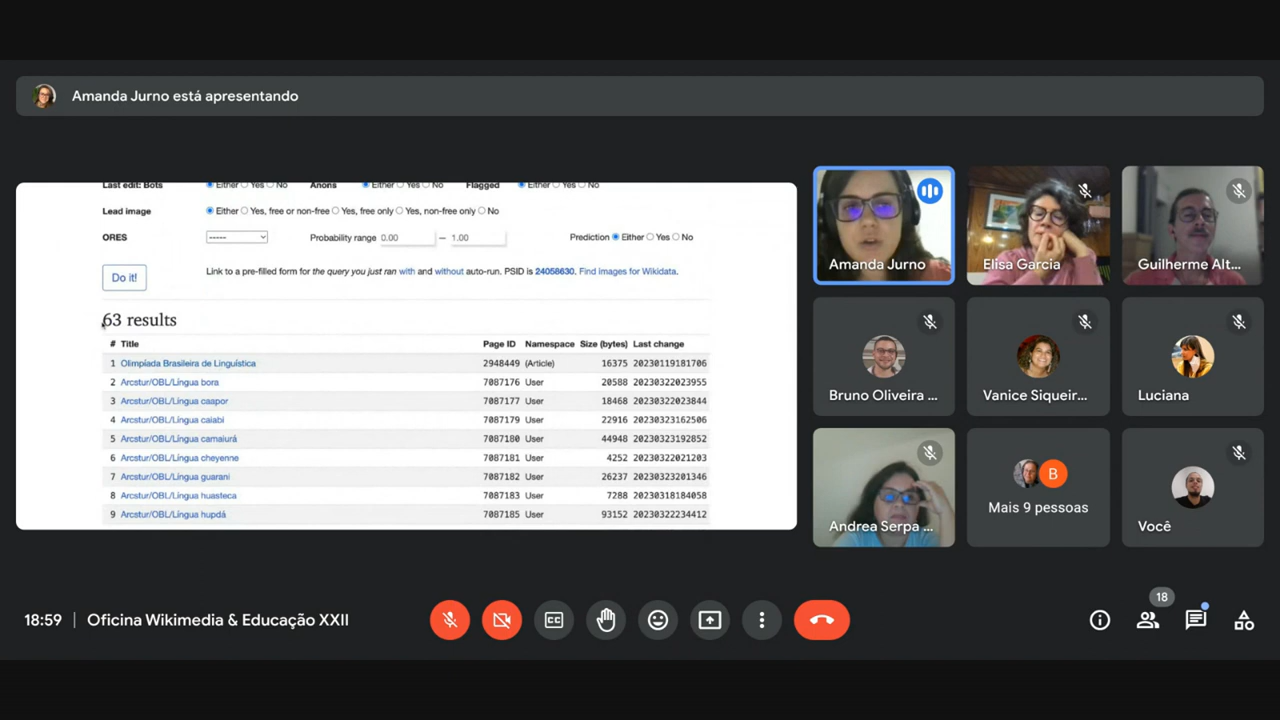 Amanda Jurno está apresentando
Last edit: Bots Either Yes No Anons Either Yes No Flagged Either Yes No
Lead image Either Yes, free or non-free Yes, free only Yes, non-free only No
ORES ----- Probability range 0.00 – 1.00 Prediction Either Yes No
Do it! Link to a pre-filled form for the query you just ran with and without auto-run. PSID is 24058630. Find images for Wikidata.
63 results
# Title Page ID Namespace Size (bytes) Last change
1 Olimpíada Brasileira de Linguística 2948449 (Article) 16375 20230119181706
2 Arcstur/OBL/Língua bora 7087176 User 20588 20230322023955
3 Arcstur/OBL/Língua caapor 7087177 User 18468 20230322023844
4 Arcstur/OBL/Língua caiabi 7087179 User 22916 20230323162506
5 Arcstur/OBL/Língua camaiurá 7087180 User 44948 20230323192852
6 Arcstur/OBL/Língua cheyenne 7087181 User 4252 20230322021203
7 Arcstur/OBL/Língua guarani 7087182 User 26237 20230323201346
8 Arcstur/OBL/Língua huasteca 7087183 User 7288 20230318184058
9 Arcstur/OBL/Língua hupdá 7087185 User 93152 20230322234412
Amanda Jurno
Elisa Garcia
Guilherme Alt...
Bruno Oliveira ...
Vanice Siqueir...
Luciana
Andrea Serpa ...
B
Mais 9 pessoas
Você
18:59 | Oficina Wikimedia & Educação XXII
CC
18